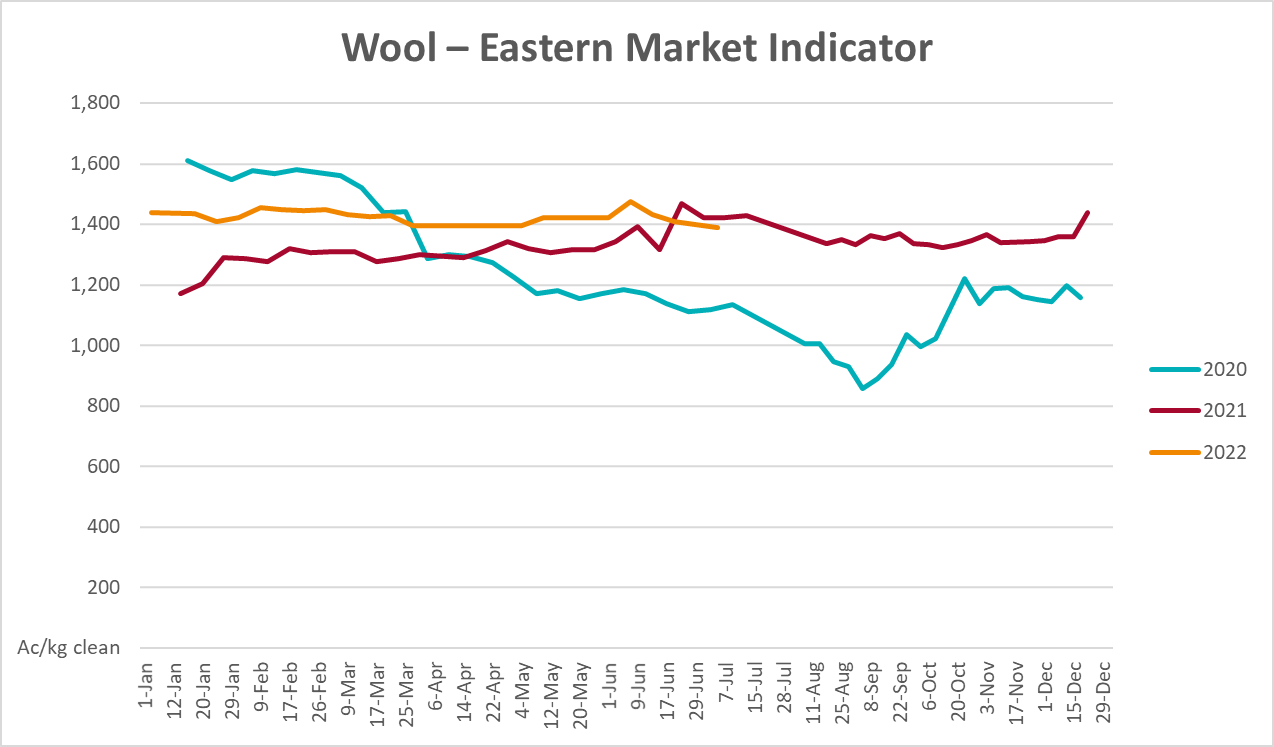 Wool – Eastern Market Indicator
1,800
1,600
1,400
1,200
1,000
800
600
400
200
Ac/kg clean
1-Jan
12-Jan
20-Jan
29-Jan
9-Feb
17-Feb
26-Feb
9-Mar
17-Mar
25-Mar
6-Apr
14-Apr
22-Apr
4-May
12-May
20-May
1-Jun
9-Jun
17-Jun
29-Jun
7-Jul
15-Jul
28-Jul
11-Aug
25-Aug
8-Sep
22-Sep
6-Oct
20-Oct
3-Nov
17-Nov
1-Dec
15-Dec
29-Dec
2020
2021
2022